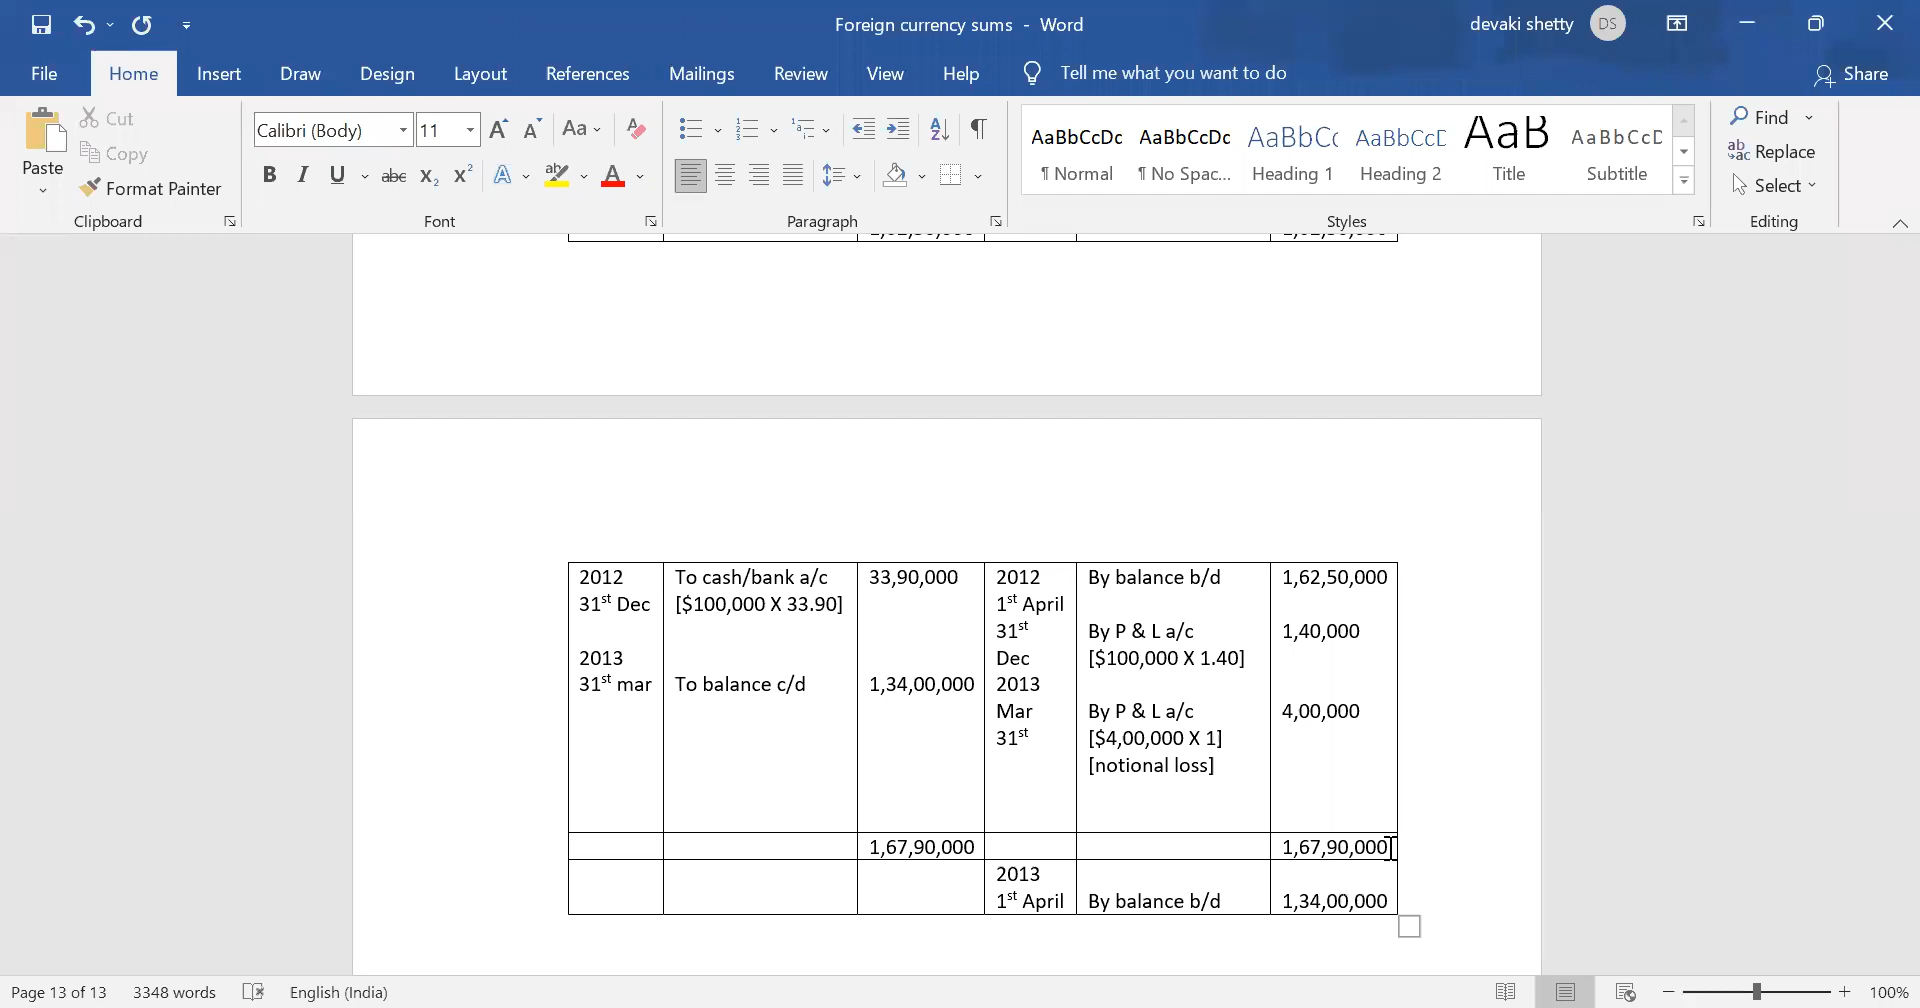 Foreign currency sums - Word
devaki shetty DS
File Home Insert Draw Design Layout References Mailings Review View Help Tell me what you want to do Share
Paste
Cut
Copy
Format Painter
Clipboard
Calibri (Body) 11 A A Aa A
B I U abc X₂ X² A ab A
Font
Paragraph
AaBbCcDc AaBbCcDc AaBbCc AaBbCcD AaB AaBbCcD
¶ Normal ¶ No Spac... Heading 1 Heading 2 Title Subtitle
Styles
Find
Replace
Select
Editing
2012 To cash/bank a/c 33,90,000 2012 By balance b/d 1,62,50,000
31st Dec [$100,000 X 33.90] 1st April
31st By P & L a/c 1,40,000
2013 Dec [$100,000 X 1.40]
31st mar To balance c/d 1,34,00,000 2013
Mar By P & L a/c 4,00,000
31st [$4,00,000 X 1]
[notional loss]
1,67,90,000 1,67,90,000
2013
1st April By balance b/d 1,34,00,000
Page 13 of 13 3348 words English (India) 100%